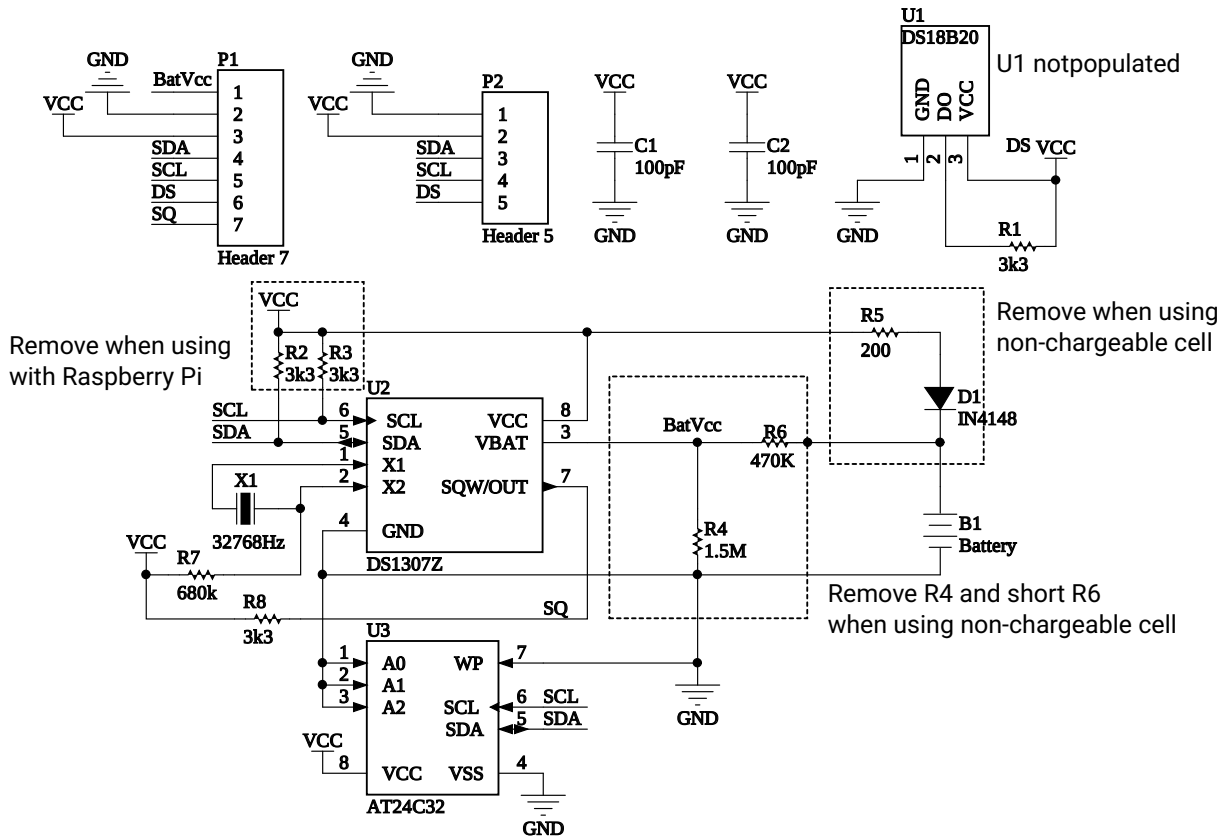 U1
DS18B20
U1 notpopulated
GND
DO
VCC
1
2
3
DS
VCC
GND
R1
3k3
GND
P1
BatVcc
VCC
1
2
3
SDA
4
SCL
5
DS
6
SQ
7
Header 7
GND
P2
VCC
1
2
SDA
3
SCL
4
DS
5
Header 5
VCC
C1
100pF
GND
VCC
C2
100pF
GND
VCC
Remove when using
with Raspberry Pi
R2
3k3
R3
3k3
R5
200
Remove when using
non-chargeable cell
D1
IN4148
U2
SCL
6
SCL
VCC
8
SDA
5
SDA
VBAT
3
BatVcc
R6
470K
1
X1
2
X2
SQW/OUT
7
X1
32768Hz
4
GND
DS1307Z
R4
1.5M
B1
Battery
VCC
R7
680k
R8
3k3
SQ
Remove R4 and short R6
when using non-chargeable cell
U3
1
A0
WP
7
2
A1
3
A2
SCL
6
SCL
SDA
5
SDA
GND
VCC
8
VCC
VSS
4
AT24C32
GND